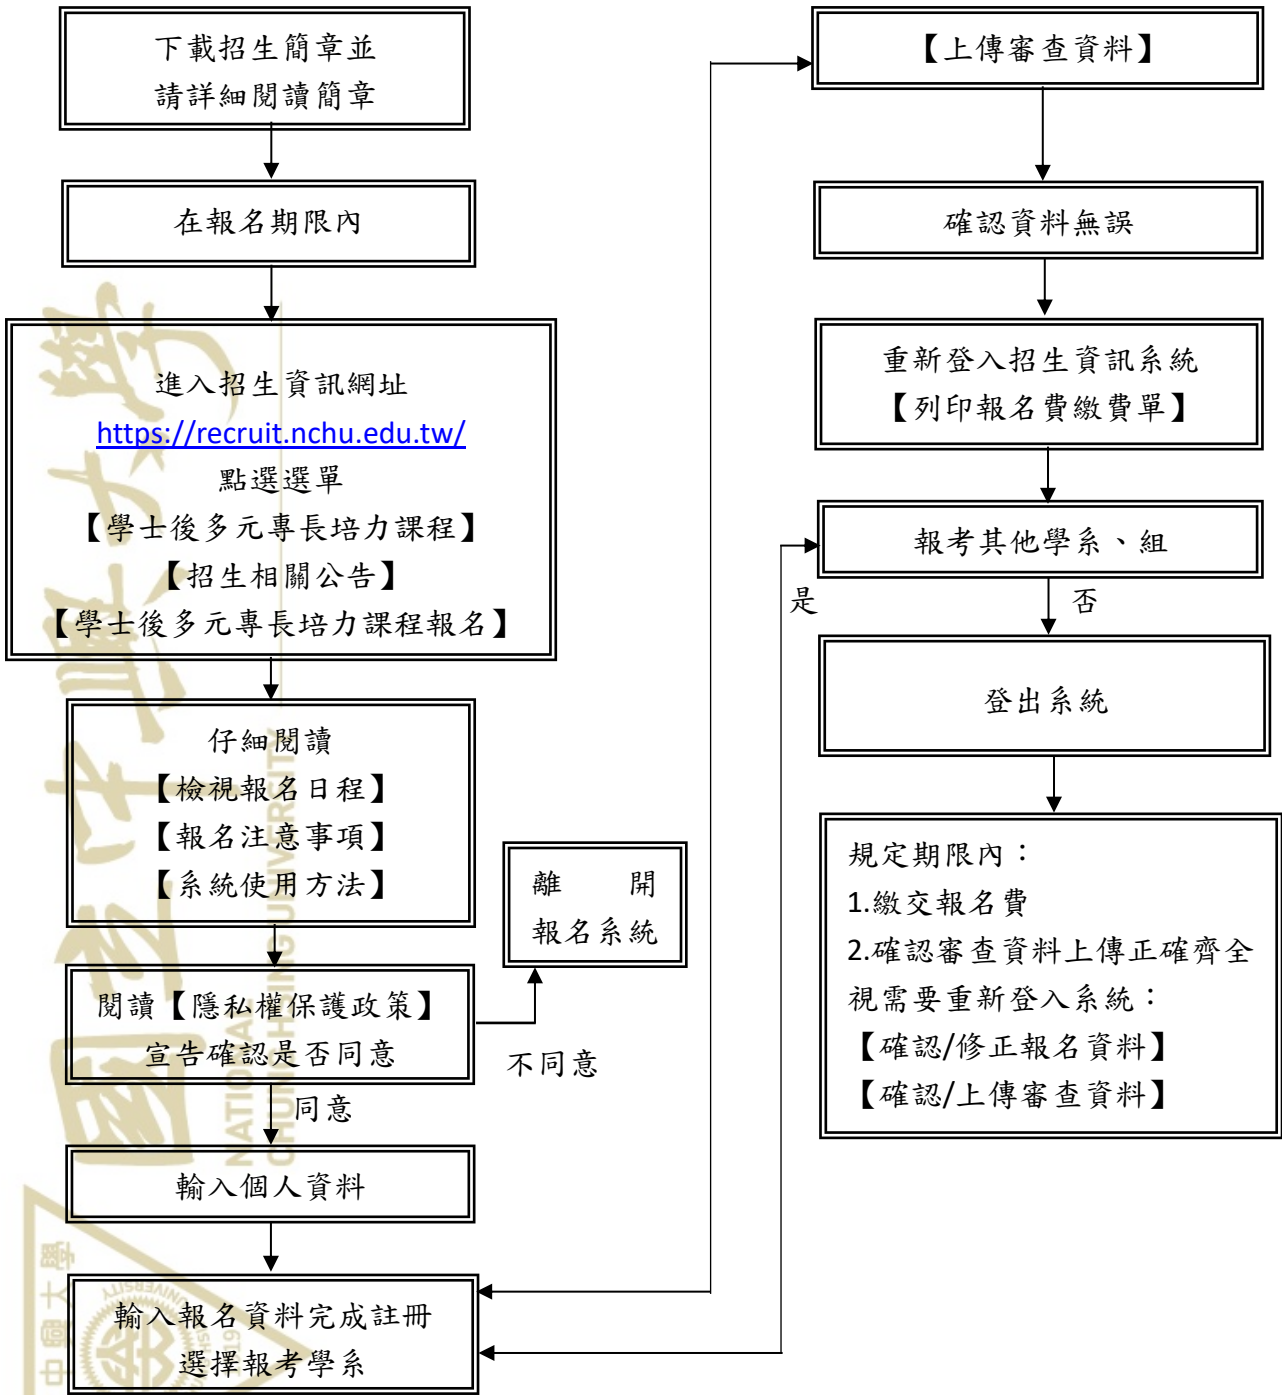 下載招生簡章並
請詳細閱讀簡章
在報名期限內
進入招生資訊網址
https://recruit.nchu.edu.tw/
點選選單
【學士後多元專長培力課程】
【招生相關公告】
【學士後多元專長培力課程報名】
仔細閱讀
【檢視報名日程】
【報名注意事項】
【系統使用方法】
離　　開
報名系統
閱讀【隱私權保護政策】
宣告確認是否同意
不同意
同意
輸入個人資料
輸入報名資料完成註冊
選擇報考學系
【上傳審查資料】
確認資料無誤
重新登入招生資訊系統
【列印報名費繳費單】
報考其他學系、組
是
否
登出系統
規定期限內：
1.繳交報名費
2.確認審查資料上傳正確齊全
視需要重新登入系統：
【確認/修正報名資料】
【確認/上傳審查資料】
國立中興大學
NATIONAL
CHUNG HSING UNIVERSITY